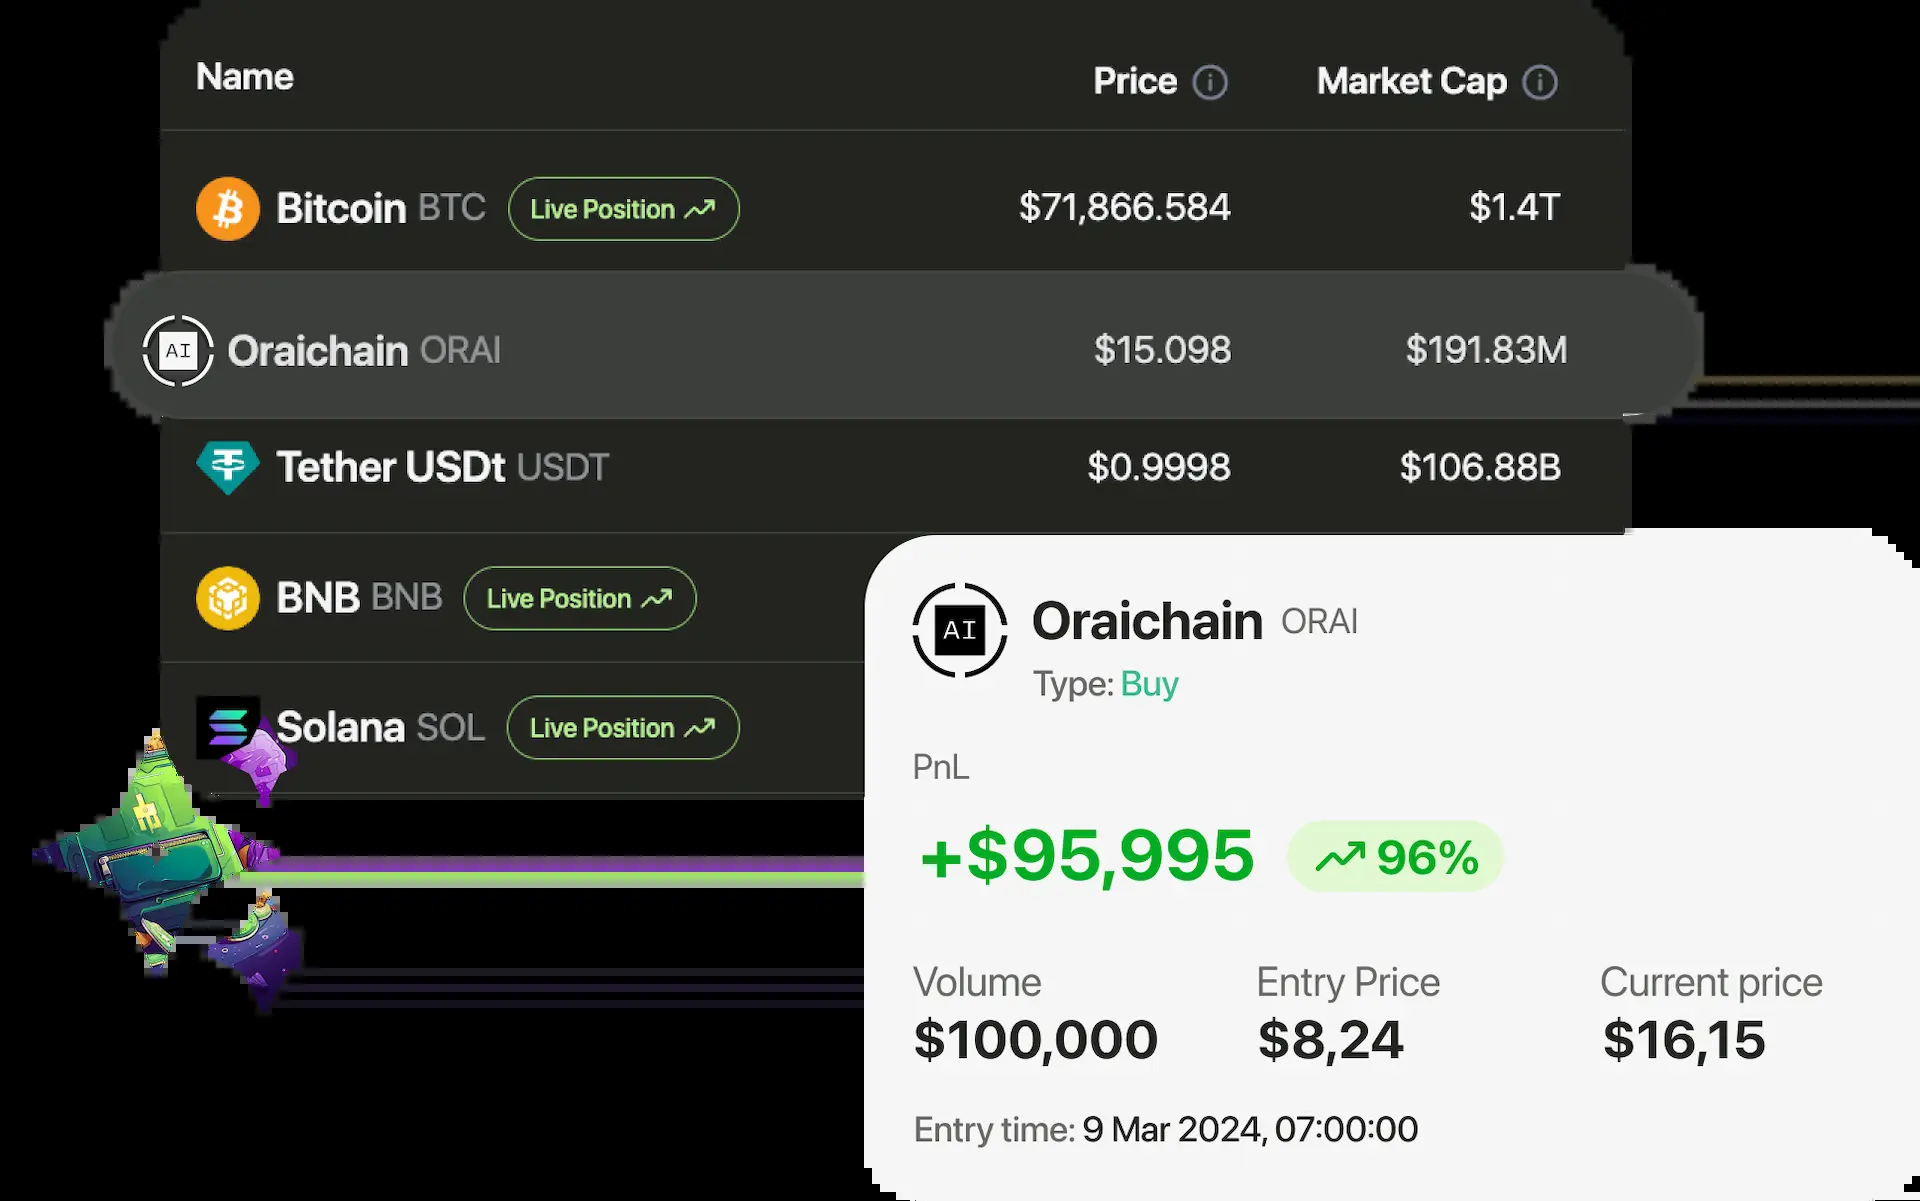 Name Price Market Cap
Bitcoin BTC Live Position $71,866.584 $1.4T
AI Oraichain ORAI $15.098 $191.83M
Tether USDt USDT $0.9998 $106.88B
BNB BNB Live Position
Solana SOL Live Position
AI Oraichain ORAI
Type: Buy
PnL
+$95,995 96%
Volume Entry Price Current price
$100,000 $8,24 $16,15
Entry time: 9 Mar 2024, 07:00:00